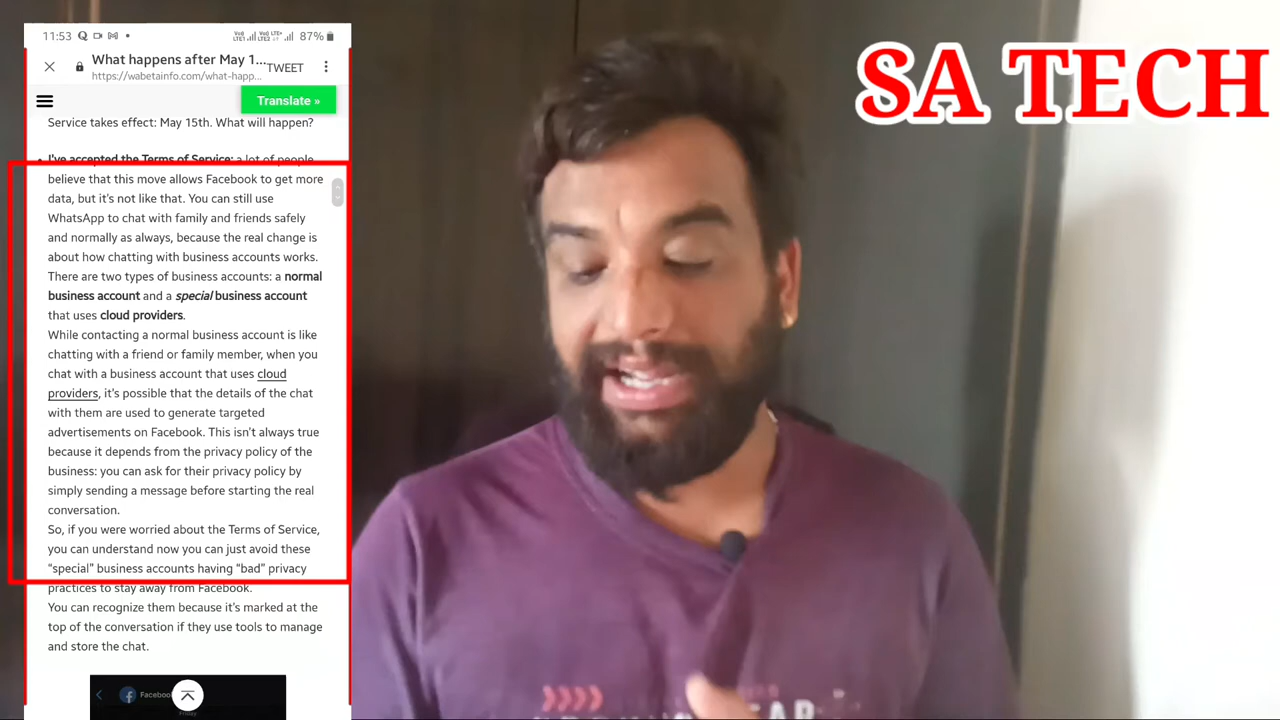 11:53
87%
What happens after May 1...
https://wabetainfo.com/what-happ...
TWEET
Translate »
Service takes effect: May 15th. What will happen?
I've accepted the Terms of Service: a lot of people
believe that this move allows Facebook to get more
data, but it's not like that. You can still use
WhatsApp to chat with family and friends safely
and normally as always, because the real change is
about how chatting with business accounts works.
There are two types of business accounts: a normal
business account and a special business account
that uses cloud providers.
While contacting a normal business account is like
chatting with a friend or family member, when you
chat with a business account that uses cloud
providers, it's possible that the details of the chat
with them are used to generate targeted
advertisements on Facebook. This isn't always true
because it depends from the privacy policy of the
business: you can ask for their privacy policy by
simply sending a message before starting the real
conversation.
So, if you were worried about the Terms of Service,
you can understand now you can just avoid these
“special” business accounts having “bad” privacy
practices to stay away from Facebook.
You can recognize them because it's marked at the
top of the conversation if they use tools to manage
and store the chat.
Friday
SA TECH